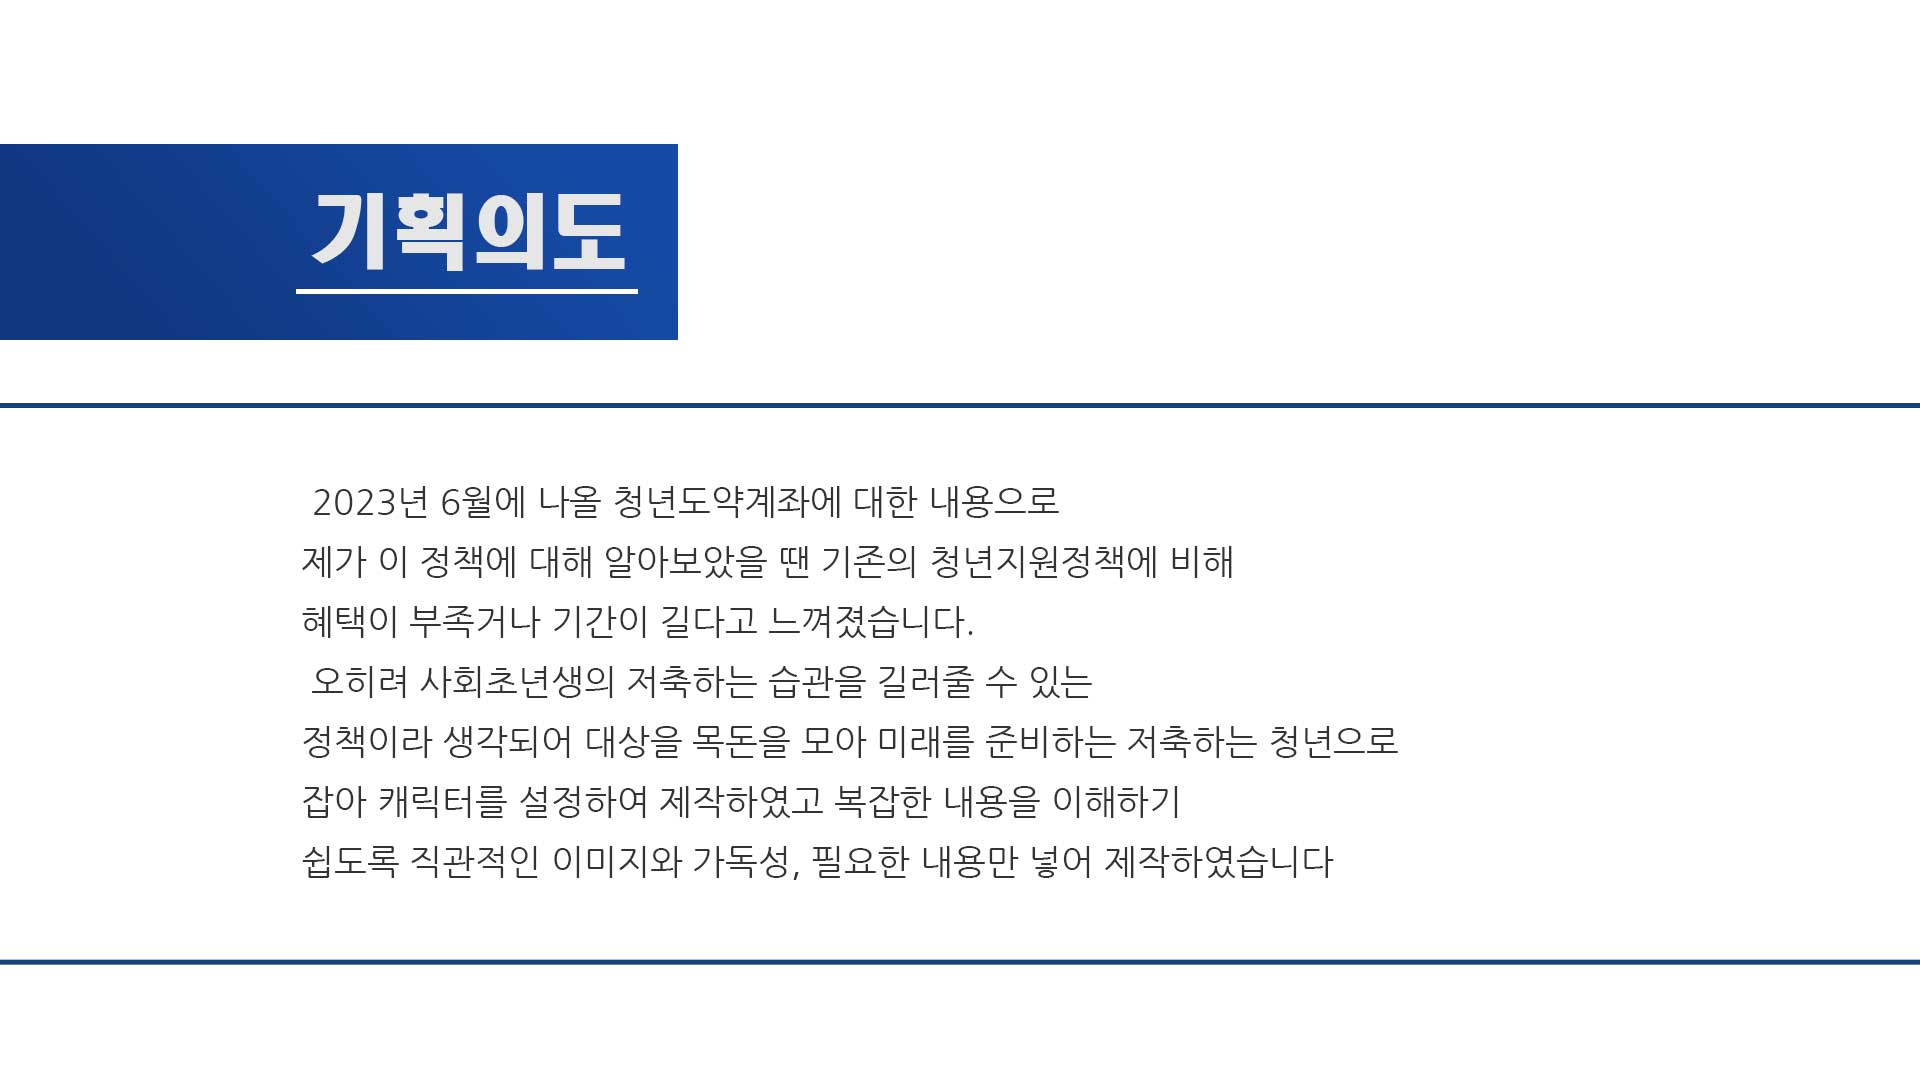 기획의도
2023년 6월에 나올 청년도약계좌에 대한 내용으로
제가 이 정책에 대해 알아보았을 땐 기존의 청년지원정책에 비해
혜택이 부족거나 기간이 길다고 느껴졌습니다.
오히려 사회초년생의 저축하는 습관을 길러줄 수 있는
정책이라 생각되어 대상을 목돈을 모아 미래를 준비하는 저축하는 청년으로
잡아 캐릭터를 설정하여 제작하였고 복잡한 내용을 이해하기
쉽도록 직관적인 이미지와 가독성, 필요한 내용만 넣어 제작하였습니다